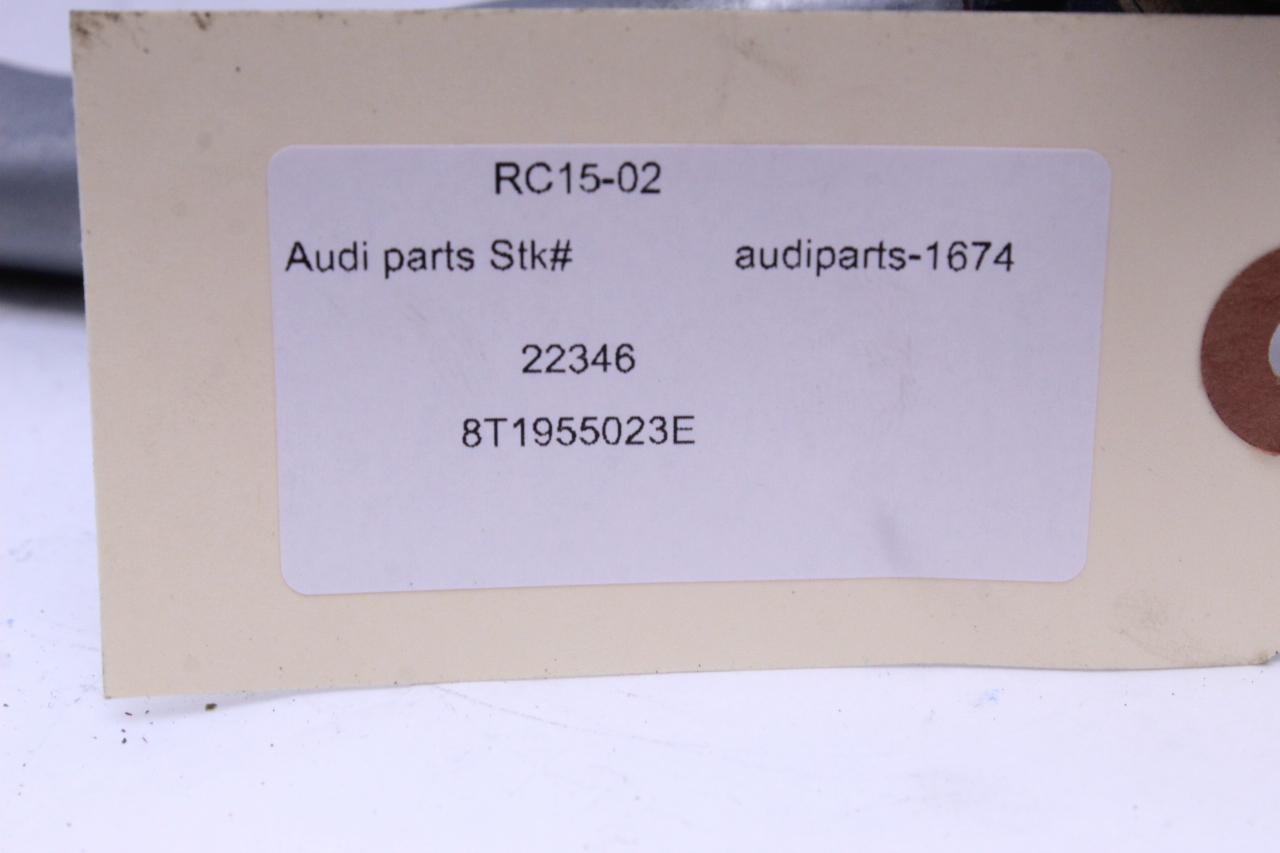 RC15-02
Audi parts Stk# audiparts-1674
22346
8T1955023E